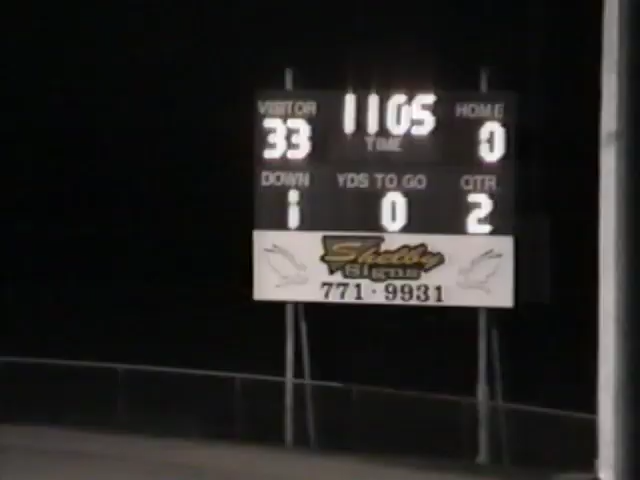 VISITOR 1105 HOME
33 TIME 0
DOWN YDS TO GO QTR
1 0 2
Shelby
Signs
771-9931